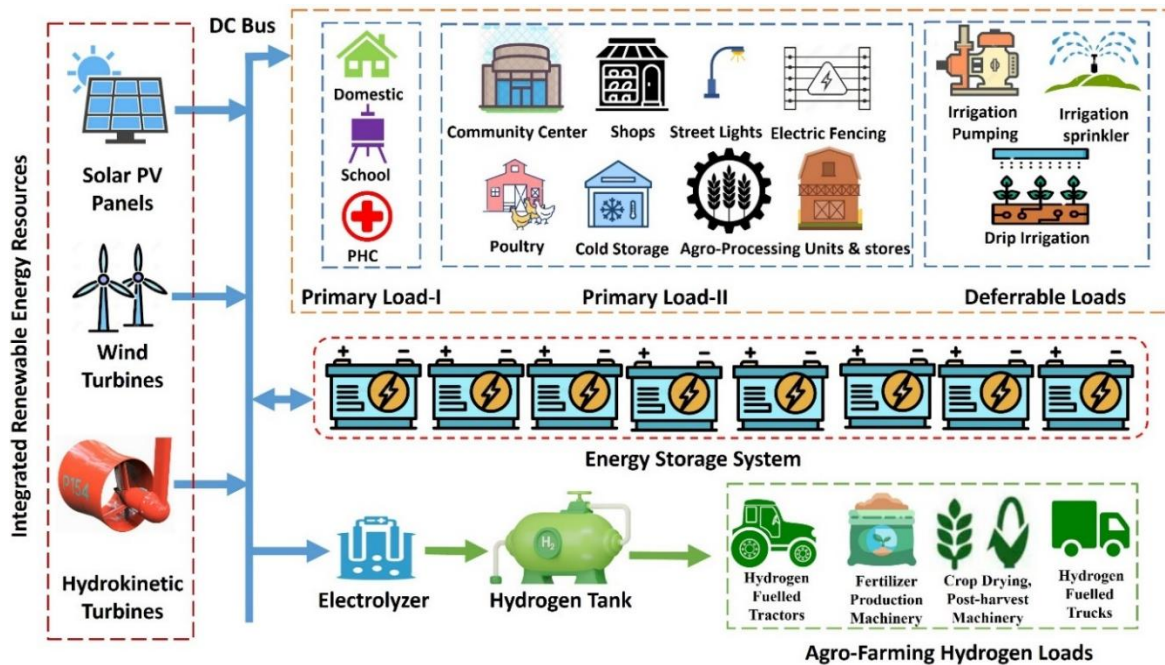 Integrated Renewable Energy Resources
Solar PV
Panels
Wind
Turbines
P154
Hydrokinetic
Turbines
DC Bus
Domestic
School
PHC
Primary Load-I
Community Center
Shops
Street Lights
Electric Fencing
Poultry
Cold Storage
Agro-Processing Units & stores
Primary Load-II
Irrigation
Pumping
Irrigation
sprinkler
Drip Irrigation
Deferrable Loads
+ - + - + - + - + - + - + - + -
Energy Storage System
Electrolyzer
H2
Hydrogen Tank
Hydrogen
Fuelled
Tractors
Fertilizer
Production
Machinery
Crop Drying,
Post-harvest
Machinery
Hydrogen
Fuelled
Trucks
Agro-Farming Hydrogen Loads